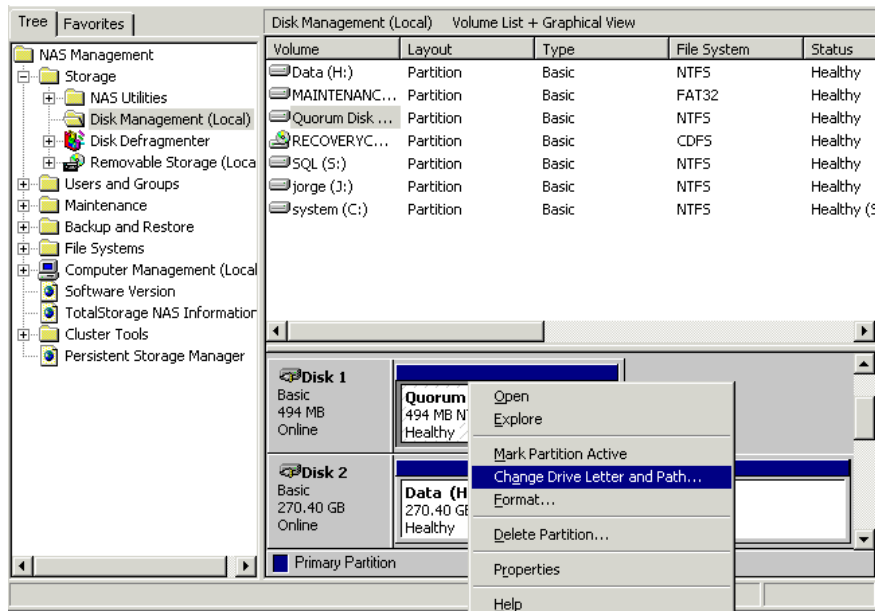 Tree Favorites
Disk Management (Local) Volume List + Graphical View
NAS Management
Storage
NAS Utilities
Disk Management (Local)
Disk Defragmenter
Removable Storage (Loca
Users and Groups
Maintenance
Backup and Restore
File Systems
Computer Management (Local
Software Version
TotalStorage NAS Information
Cluster Tools
Persistent Storage Manager
Volume Layout Type File System Status
Data (H:) Partition Basic NTFS Healthy
MAINTENANC... Partition Basic FAT32 Healthy
Quorum Disk ... Partition Basic NTFS Healthy
RECOVERYC... Partition Basic CDFS Healthy
SQL (S:) Partition Basic NTFS Healthy
jorge (J:) Partition Basic NTFS Healthy
system (C:) Partition Basic NTFS Healthy (S
Disk 1
Basic
494 MB
Online
Quorum
494 MB N
Healthy
Disk 2
Basic
270.40 GB
Online
Data (H
270.40 GB
Healthy
Primary Partition
Open
Explore
Mark Partition Active
Change Drive Letter and Path...
Format...
Delete Partition...
Properties
Help